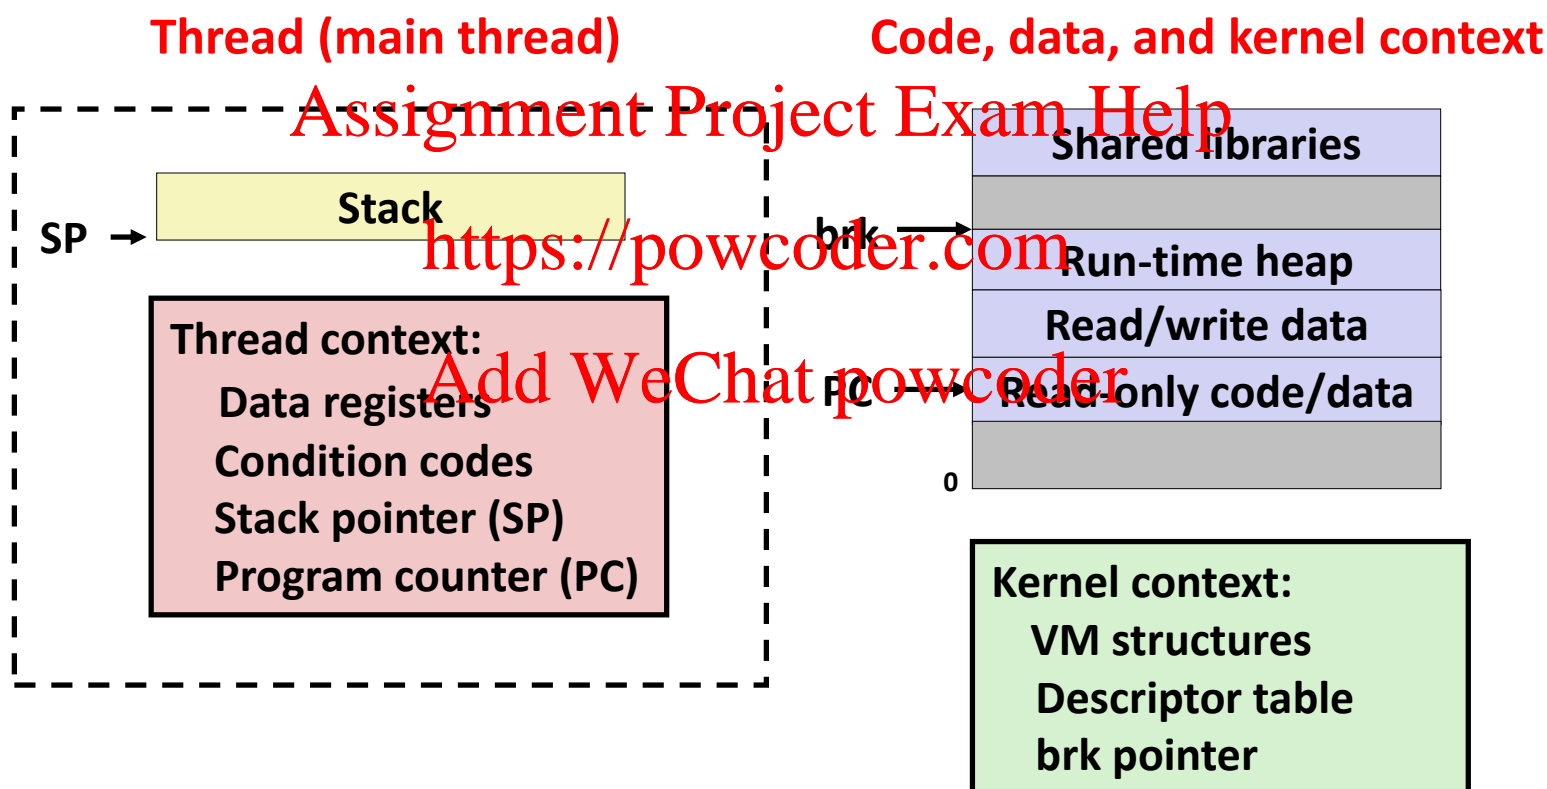 Thread (main thread)
Code, data, and kernel context
Assignment Project Exam Help
Shared libraries
Stack
SP
https://powcoder.com
brk
Run-time heap
Read/write data
Thread context:
Data registers
Condition codes
Stack pointer (SP)
Program counter (PC)
Add WeChat powcoder
PC
Read-only code/data
0
Kernel context:
VM structures
Descriptor table
brk pointer